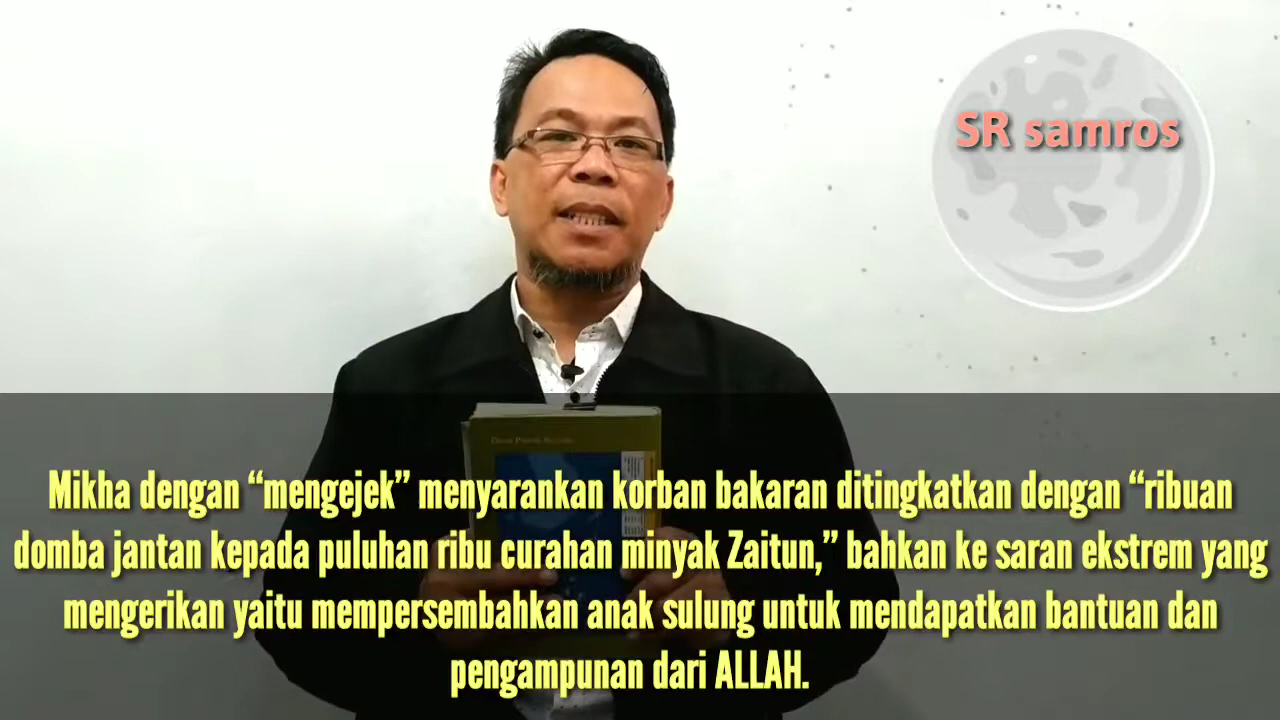 SR samros
Mikha dengan “mengejek” menyarankan korban bakaran ditingkatkan dengan “ribuan
domba jantan kepada puluhan ribu curahan minyak Zaitun,” bahkan ke saran ekstrem yang
mengerikan yaitu mempersembahkan anak sulung untuk mendapatkan bantuan dan
pengampunan dari ALLAH.